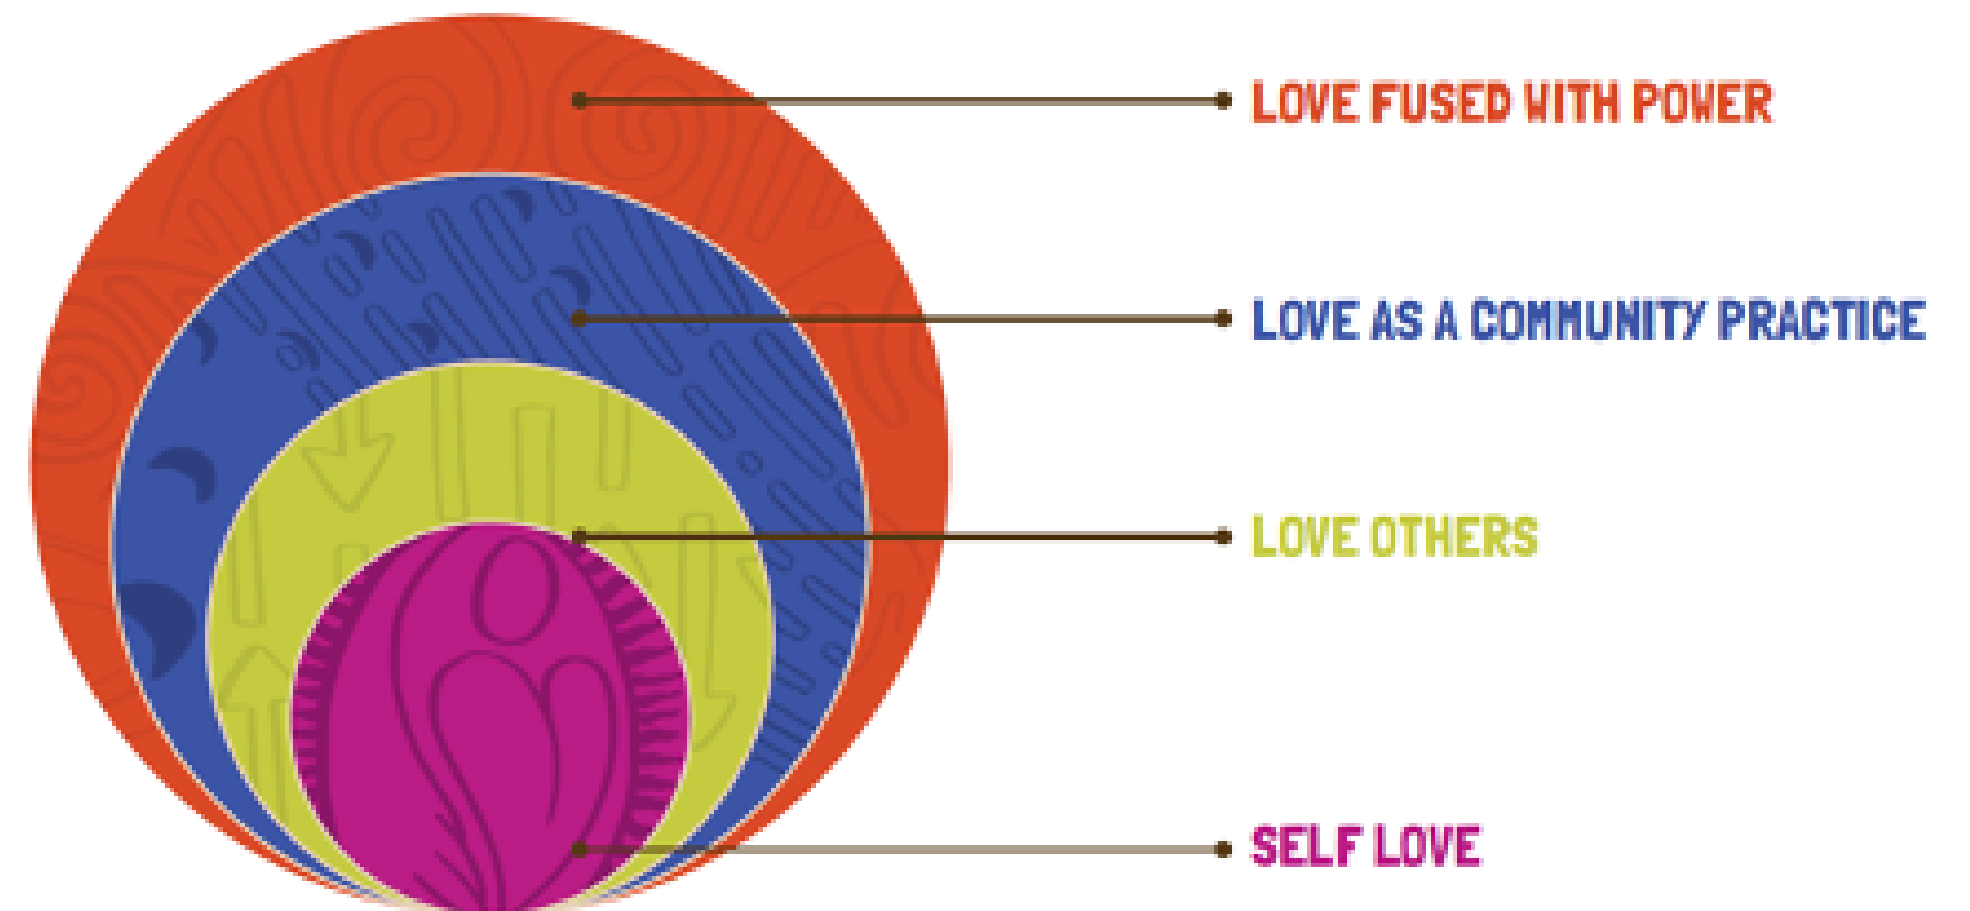 LOVE FUSED WITH POWER
LOVE AS A COMMUNITY PRACTICE
LOVE OTHERS
SELF LOVE